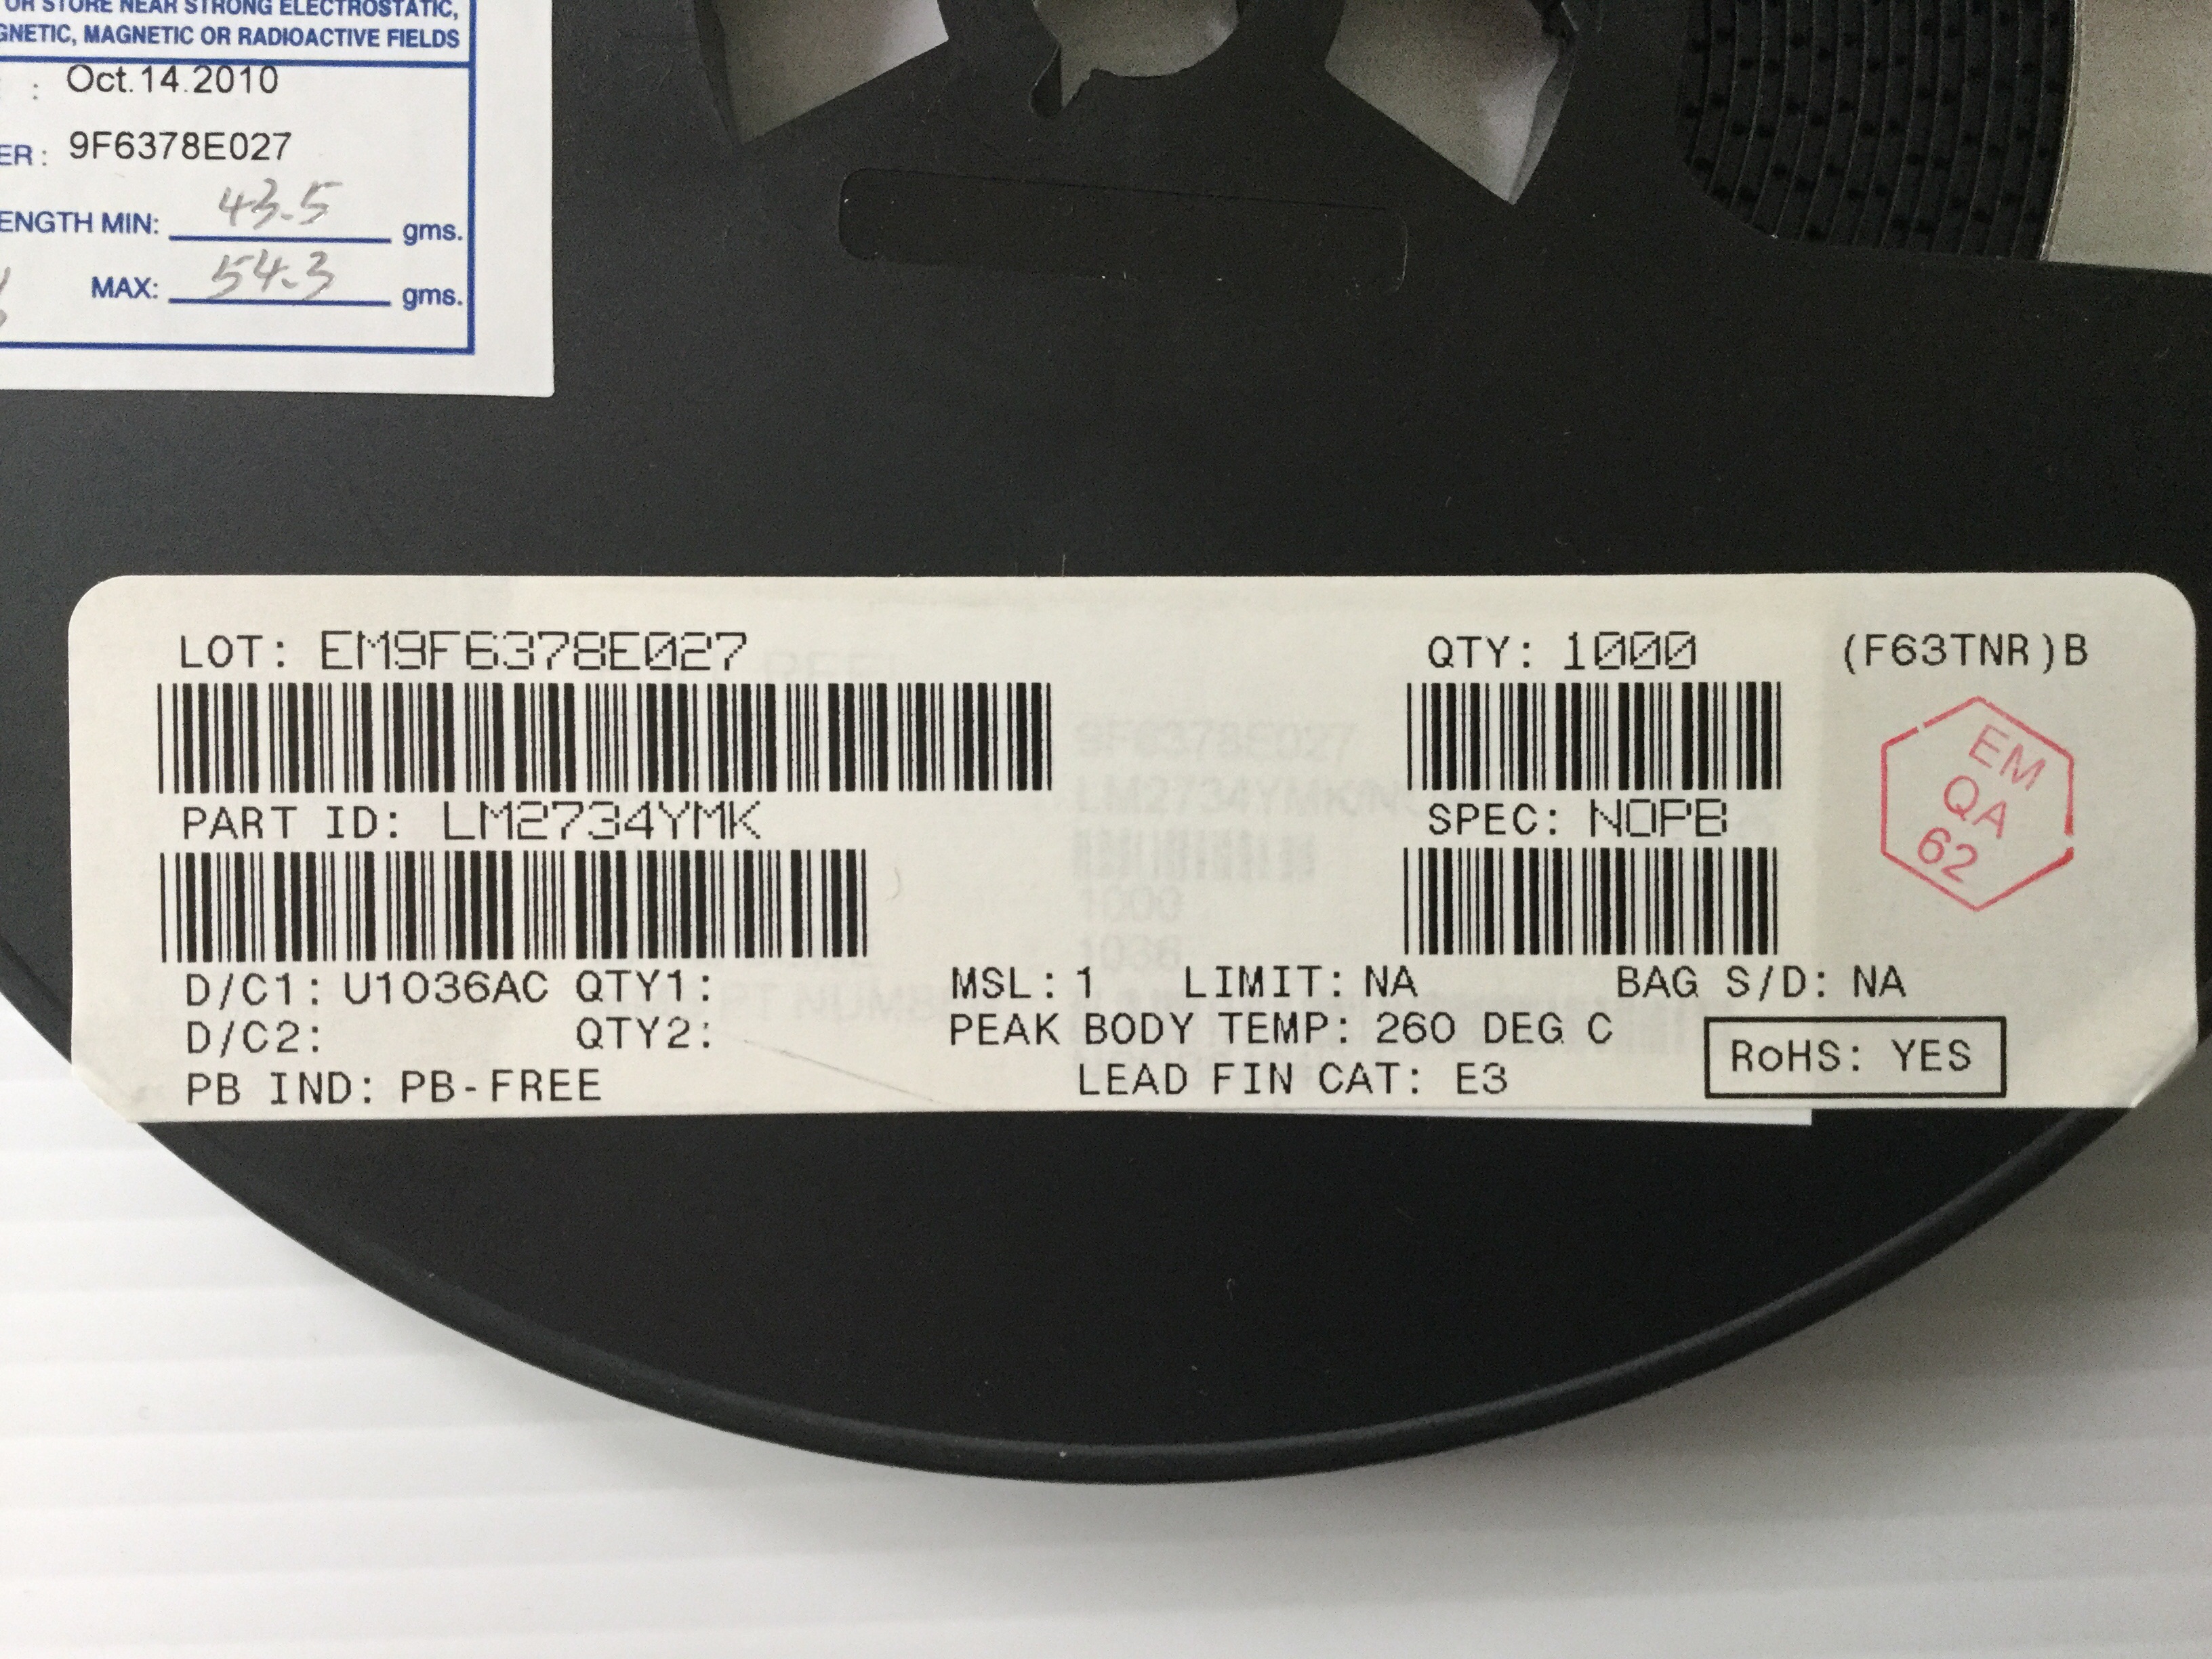 OR STORE NEAR STRONG ELECTROSTATIC,
GNETIC, MAGNETIC OR RADIOACTIVE FIELDS
: Oct.14.2010
ER: 9F6378E027
ENGTH MIN: 43.5 gms.
MAX: 54.3 gms.
LOT: EM9F6378E027 QTY: 1000 (F63TNR)B
PART ID: LM2734YMK SPEC: NOPB
EM
QA
62
9F6378E027
LM2734YMK/N
1000
D/C1: U1036AC QTY1: MSL: 1 LIMIT: NA BAG S/D: NA
D/C2: QTY2: PEAK BODY TEMP: 260 DEG C
PB IND: PB-FREE LEAD FIN CAT: E3 RoHS: YES